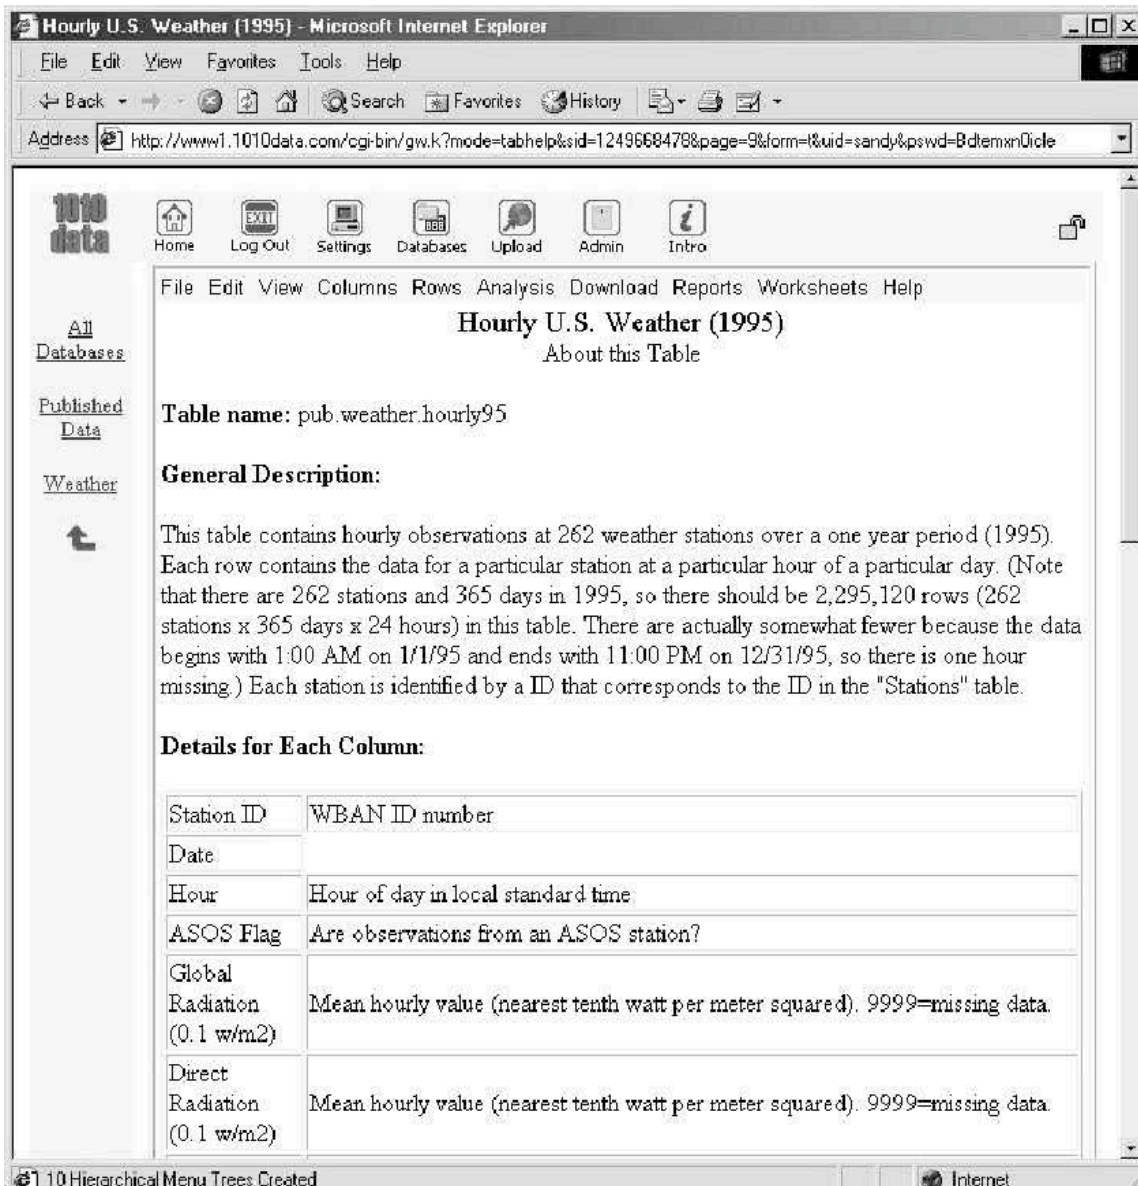 Hourly U.S. Weather (1995) - Microsoft Internet Explorer
File Edit View Favorites Tools Help
Back Search Favorites History
Address http://www1.1010data.com/cgi-bin/gw.k?mode=tabhelp&sid=1249668478&page=9&form=t&uid=sandy&pswd=Bdtemxn0icle
1010
data
Home Log Out Settings Databases Upload Admin Intro
EXIT
File Edit View Columns Rows Analysis Download Reports Worksheets Help
All
Databases
Published
Data
Weather
Hourly U.S. Weather (1995)
About this Table
Table name: pub.weather.hourly95
General Description:
This table contains hourly observations at 262 weather stations over a one year period (1995).
Each row contains the data for a particular station at a particular hour of a particular day. (Note
that there are 262 stations and 365 days in 1995, so there should be 2,295,120 rows (262
stations x 365 days x 24 hours) in this table. There are actually somewhat fewer because the data
begins with 1:00 AM on 1/1/95 and ends with 11:00 PM on 12/31/95, so there is one hour
missing.) Each station is identified by a ID that corresponds to the ID in the "Stations" table.
Details for Each Column:
Station ID WBAN ID number
Date
Hour Hour of day in local standard time
ASOS Flag Are observations from an ASOS station?
Global
Radiation
(0.1 w/m2)
Mean hourly value (nearest tenth watt per meter squared). 9999=missing data.
Direct
Radiation
(0.1 w/m2)
Mean hourly value (nearest tenth watt per meter squared). 9999=missing data.
10 Hierarchical Menu Trees Created Internet